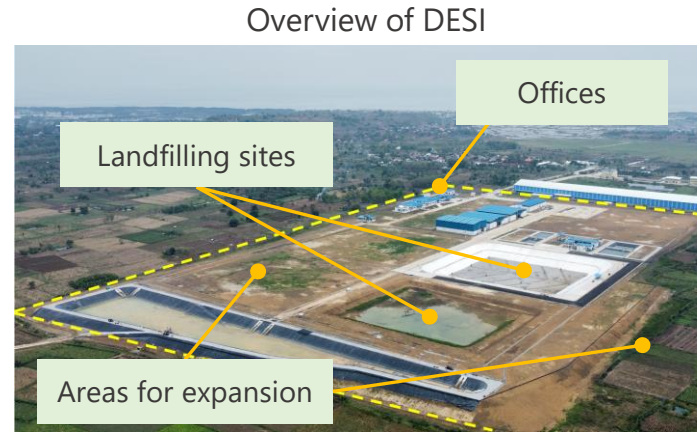 Overview of DESI
Offices
Landfilling sites
Areas for expansion